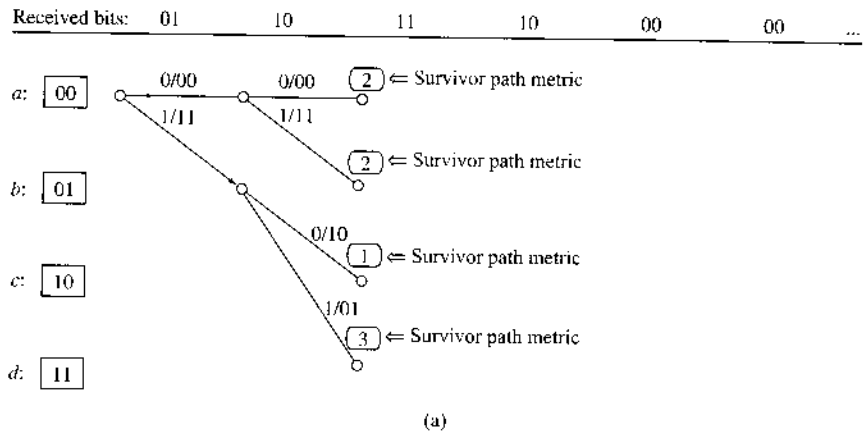 Received bits: 01 10 11 10 00 00 ...
a: 00
0/00 0/00 2 ⇐ Survivor path metric
1/11 1/11
2 ⇐ Survivor path metric
b: 01
0/10
1 ⇐ Survivor path metric
c: 10
1/01
3 ⇐ Survivor path metric
d: 11
(a)